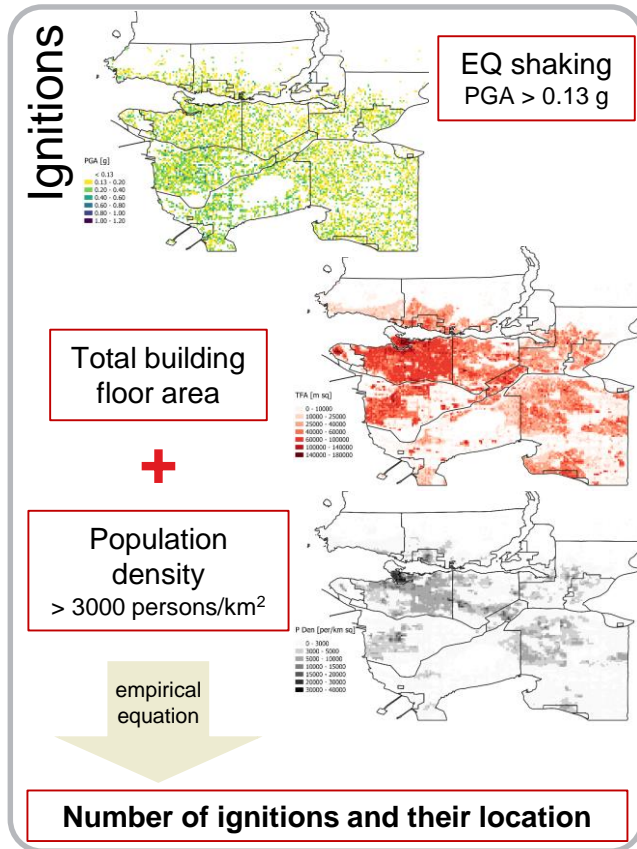 Ignitions
EQ shaking
PGA > 0.13 g
PGA [g]
< 0.13
0.13 - 0.20
0.20 - 0.40
0.40 - 0.60
0.60 - 0.80
0.80 - 1.00
1.00 - 1.20
Total building
floor area
TFA [m sq]
0 - 10000
10000 - 25000
25000 - 40000
40000 - 60000
60000 - 100000
100000 - 140000
140000 - 180000
+
Population
density
> 3000 persons/km²
P Den [per/km sq]
0 - 3000
3000 - 5000
5000 - 10000
10000 - 15000
15000 - 20000
20000 - 30000
30000 - 40000
empirical
equation
Number of ignitions and their location